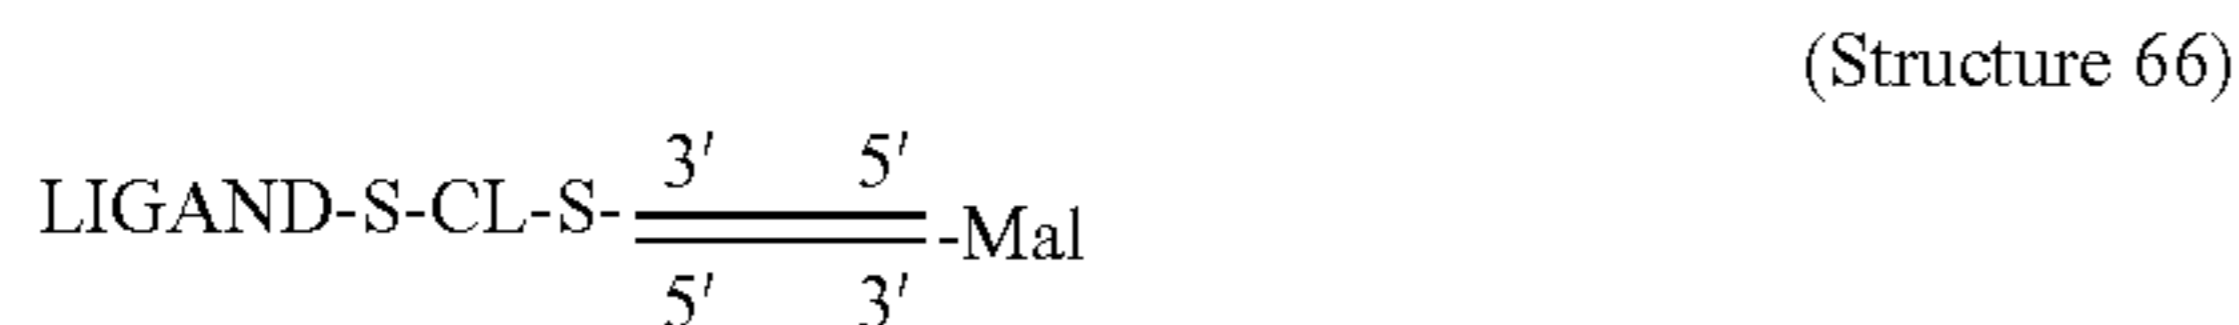 (Structure 66)
3′ 5′
LIGAND-S-CL-S- -Mal
5′ 3′